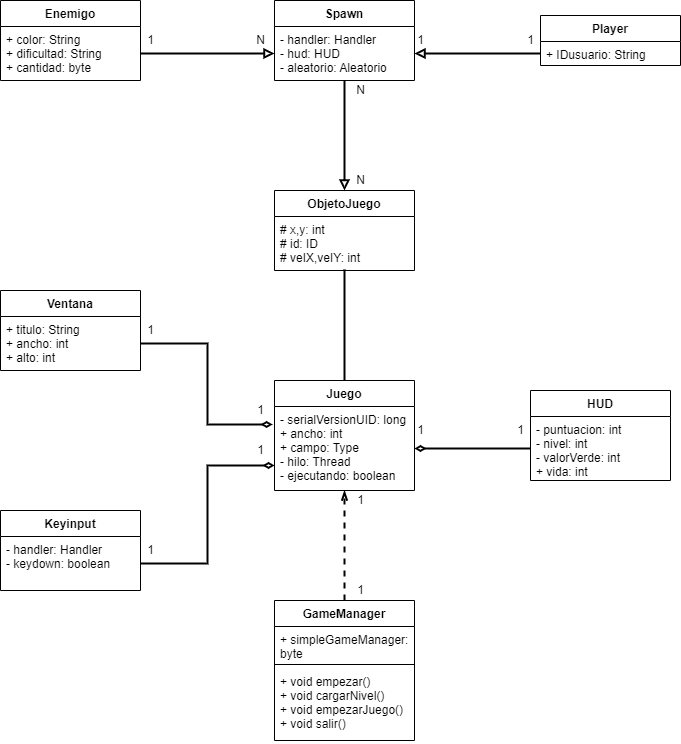 Enemigo
+ color: String
+ dificultad: String
+ cantidad: byte
1
N
Spawn
- handler: Handler
- hud: HUD
- aleatorio: Aleatorio
1
1
Player
+ IDusuario: String
N
N
ObjetoJuego
# x,y: int
# id: ID
# velX,velY: int
Ventana
+ titulo: String
+ ancho: int
+ alto: int
1
1
Juego
- serialVersionUID: long
+ ancho: int
+ campo: Type
- hilo: Thread
- ejecutando: boolean
1
1
HUD
- puntuacion: int
- nivel: int
- valorVerde: int
+ vida: int
1
Keyinput
- handler: Handler
- keydown: boolean
1
1
1
GameManager
+ simpleGameManager:
byte
+ void empezar()
+ void cargarNivel()
+ void empezarJuego()
+ void salir()